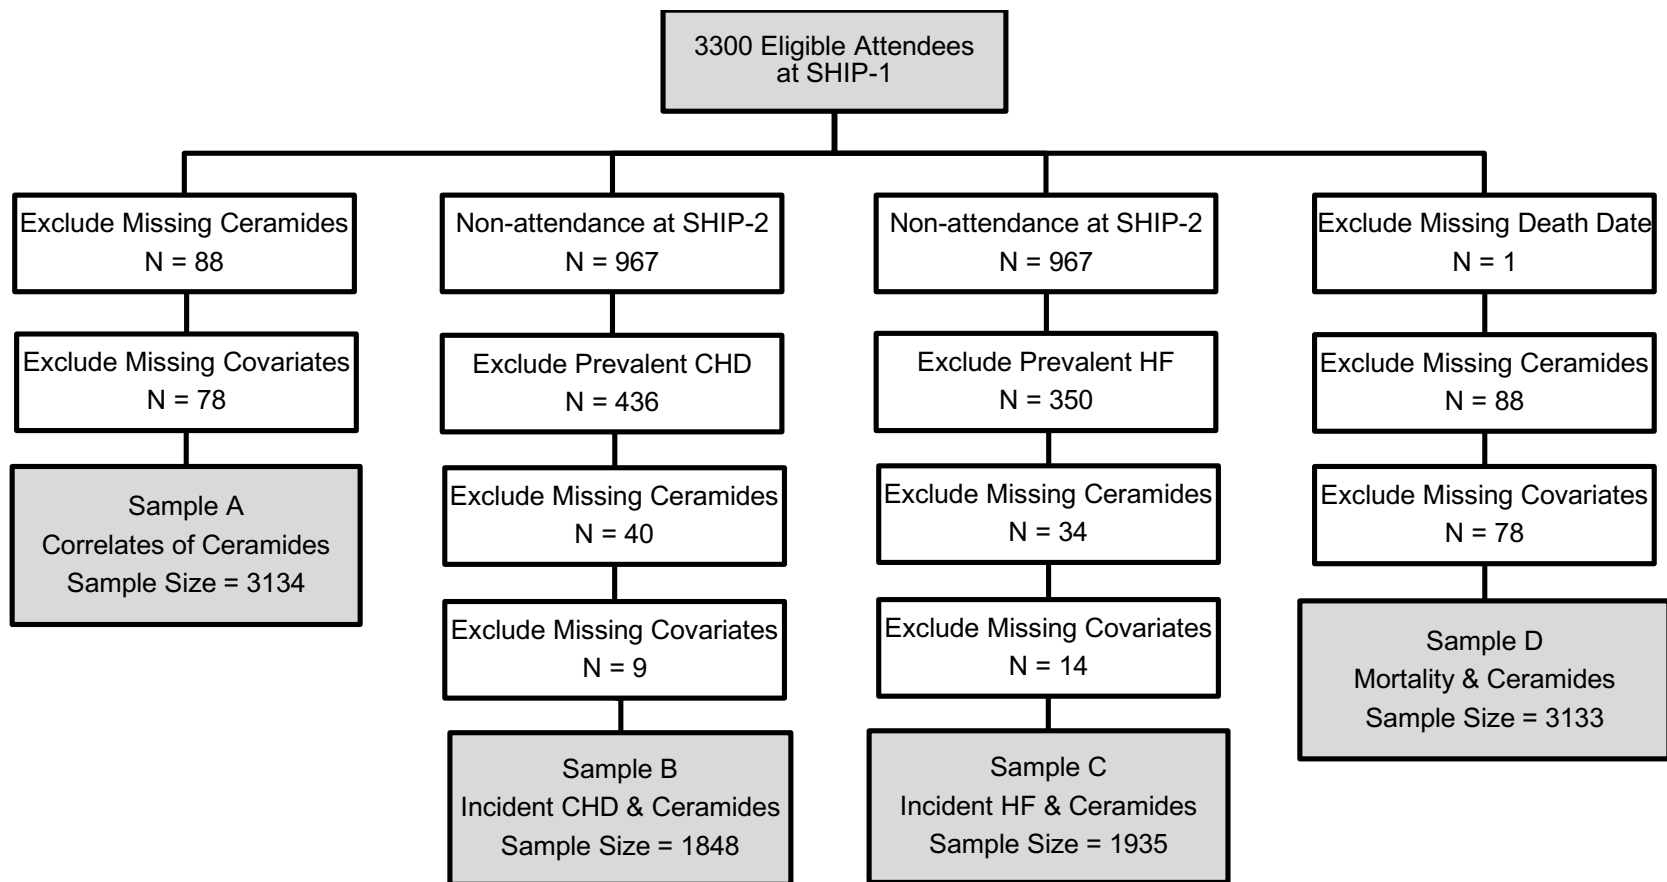 3300 Eligible Attendees
at SHIP-1
Exclude Missing Ceramides
N = 88
Exclude Missing Covariates
N = 78
Sample A
Correlates of Ceramides
Sample Size = 3134
Non-attendance at SHIP-2
N = 967
Exclude Prevalent CHD
N = 436
Exclude Missing Ceramides
N = 40
Exclude Missing Covariates
N = 9
Sample B
Incident CHD & Ceramides
Sample Size = 1848
Non-attendance at SHIP-2
N = 967
Exclude Prevalent HF
N = 350
Exclude Missing Ceramides
N = 34
Exclude Missing Covariates
N = 14
Sample C
Incident HF & Ceramides
Sample Size = 1935
Exclude Missing Death Date
N = 1
Exclude Missing Ceramides
N = 88
Exclude Missing Covariates
N = 78
Sample D
Mortality & Ceramides
Sample Size = 3133